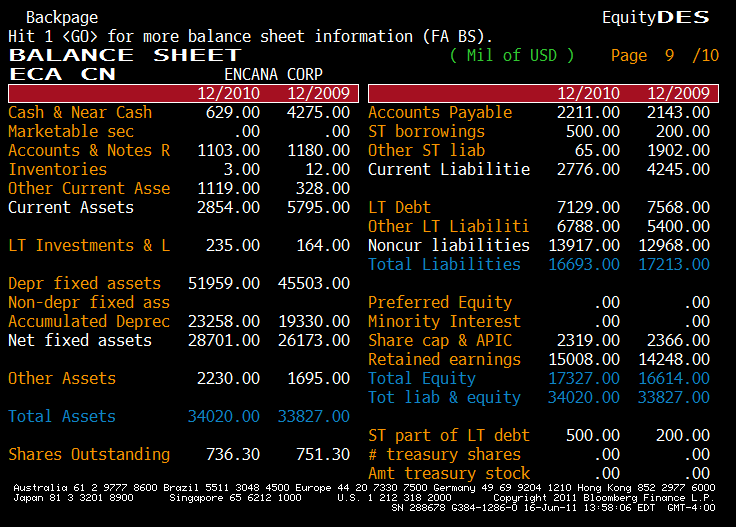 Backpage EquityDES
Hit 1 <GO> for more balance sheet information (FA BS).
BALANCE SHEET ( Mil of USD ) Page 9 /10
ECA CN ENCANA CORP
12/2010 12/2009
Cash & Near Cash 629.00 4275.00
Marketable sec .00 .00
Accounts & Notes R 1103.00 1180.00
Inventories 3.00 12.00
Other Current Asse 1119.00 328.00
Current Assets 2854.00 5795.00
LT Investments & L 235.00 164.00
Depr fixed assets 51959.00 45503.00
Non-depr fixed ass
Accumulated Deprec 23258.00 19330.00
Net fixed assets 28701.00 26173.00
Other Assets 2230.00 1695.00
Total Assets 34020.00 33827.00
Shares Outstanding 736.30 751.30
12/2010 12/2009
Accounts Payable 2211.00 2143.00
ST borrowings 500.00 200.00
Other ST liab 65.00 1902.00
Current Liabilitie 2776.00 4245.00
LT Debt 7129.00 7568.00
Other LT Liabiliti 6788.00 5400.00
Noncur liabilities 13917.00 12968.00
Total Liabilities 16693.00 17213.00
Preferred Equity .00 .00
Minority Interest .00 .00
Share cap & APIC 2319.00 2366.00
Retained earnings 15008.00 14248.00
Total Equity 17327.00 16614.00
Tot liab & equity 34020.00 33827.00
ST part of LT debt 500.00 200.00
# treasury shares .00 .00
Amt treasury stock .00 .00
Australia 61 2 9777 8600 Brazil 5511 3048 4500 Europe 44 20 7330 7500 Germany 49 69 9204 1210 Hong Kong 852 2977 6000
Japan 81 3 3201 8900 Singapore 65 6212 1000 U.S. 1 212 318 2000 Copyright 2011 Bloomberg Finance L.P.
SN 288678 G384-1286-0 16-Jun-11 13:58:06 EDT GMT-4:00